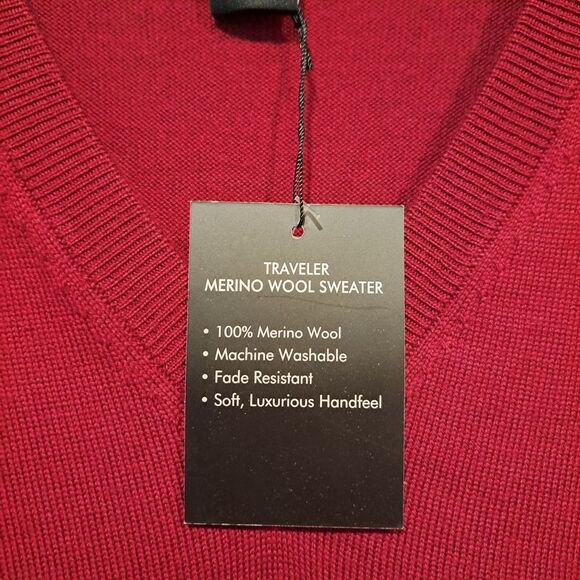 TRAVELER
MERINO WOOL SWEATER
• 100% Merino Wool
• Machine Washable
• Fade Resistant
• Soft, Luxurious Handfeel